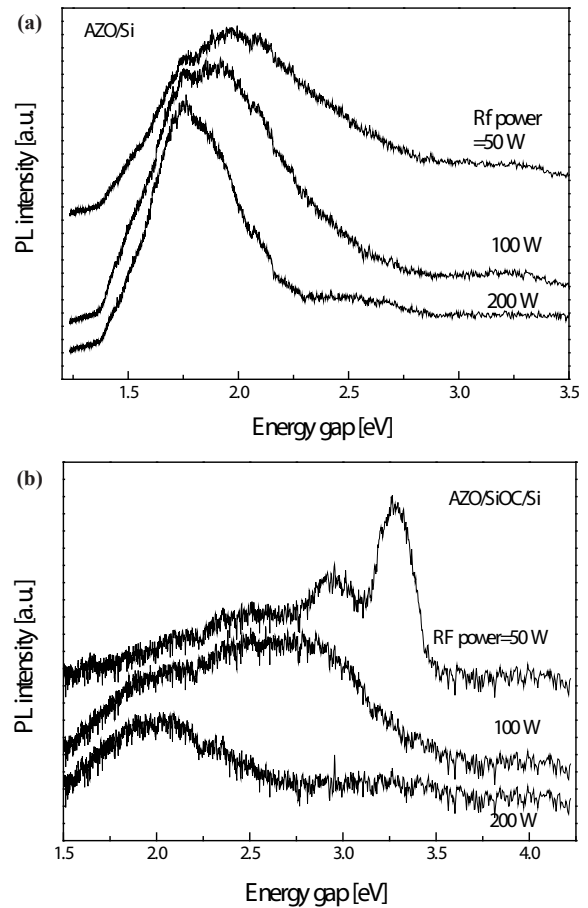 (a)
AZO/Si
PL intensity [a.u.]
Rf power
=50 W
100 W
200 W
1.5 2.0 2.5 3.0 3.5
Energy gap [eV]
(b)
AZO/SiOC/Si
PL intensity [a.u.]
RF power=50 W
100 W
200 W
1.5 2.0 2.5 3.0 3.5 4.0
Energy gap [eV]